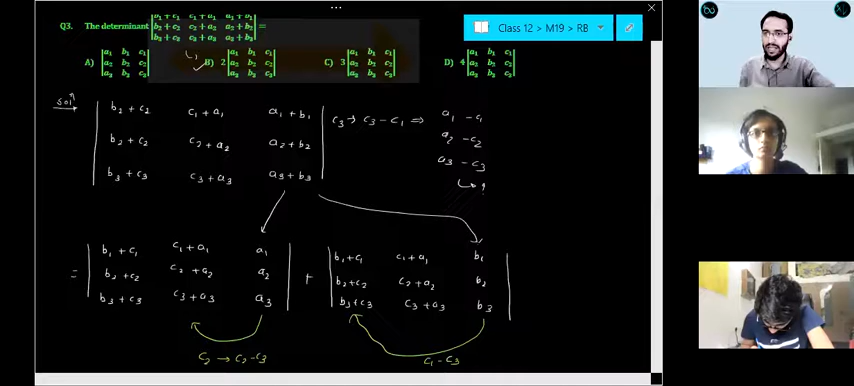 Q3. The determinant |b₁+c₁ c₁+a₁ a₁+b₁| =
|b₂+c₂ c₂+a₂ a₂+b₂|
|b₃+c₃ c₃+a₃ a₃+b₃|
A) |a₁ b₁ c₁| B) 2 |a₁ b₁ c₁| C) 3 |a₁ b₁ c₁| D) 4 |a₁ b₁ c₁|
|a₂ b₂ c₂| |a₂ b₂ c₂| |a₂ b₂ c₂| |a₂ b₂ c₂|
|a₃ b₃ c₃| |a₃ b₃ c₃| |a₃ b₃ c₃| |a₃ b₃ c₃|
Class 12 > M19 > RB
Solⁿ
| b₂+c₂ c₁+a₁ a₁+b₁ | C₃ → C₃ - C₁ ⇒ a₁ - c₁
| b₂+c₂ c₂+a₂ a₂+b₂ | a₂ - c₂
| b₃+c₃ c₃+a₃ a₃+b₃ | a₃ - c₃
↳ ?
| b₁+c₁ c₁+a₁ a₁ | | b₁+c₁ c₁+a₁ b₁ |
= | b₂+c₂ c₂+a₂ a₂ | + | b₂+c₂ c₂+a₂ b₂ |
| b₃+c₃ c₃+a₃ a₃ | | b₃+c₃ c₃+a₃ b₃ |
C₂ → C₂-C₃ C₁-C₃